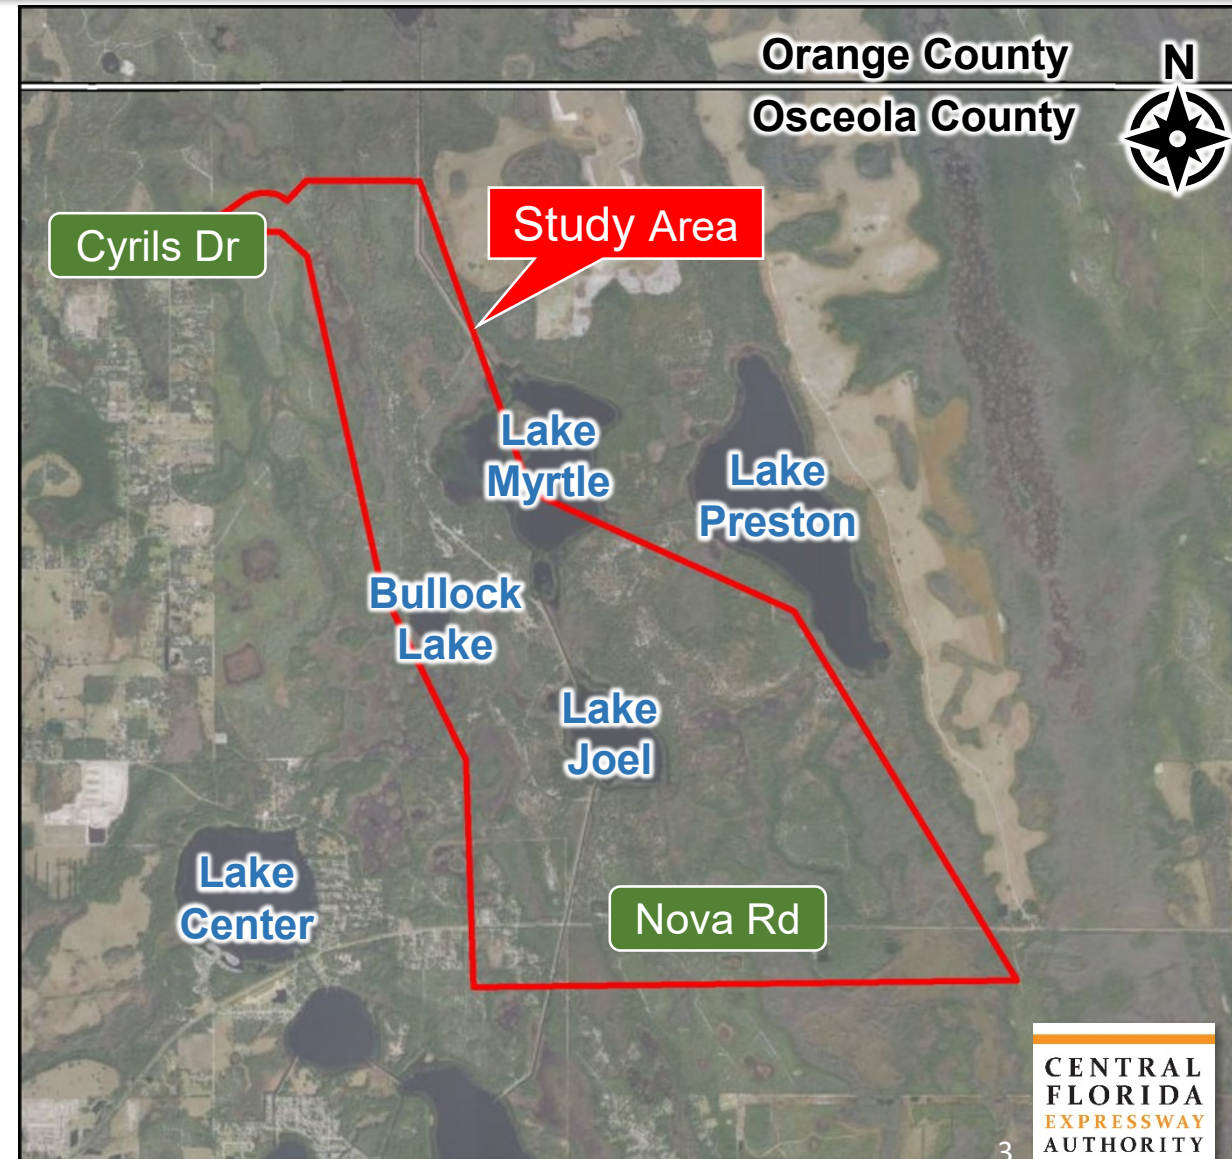 Orange County
N
Osceola County
Study Area
Cyrils Dr
Lake
Myrtle
Lake
Preston
Bullock
Lake
Lake
Joel
Lake
Center
Nova Rd
CENTRAL
FLORIDA
EXPRESSWAY
AUTHORITY
3